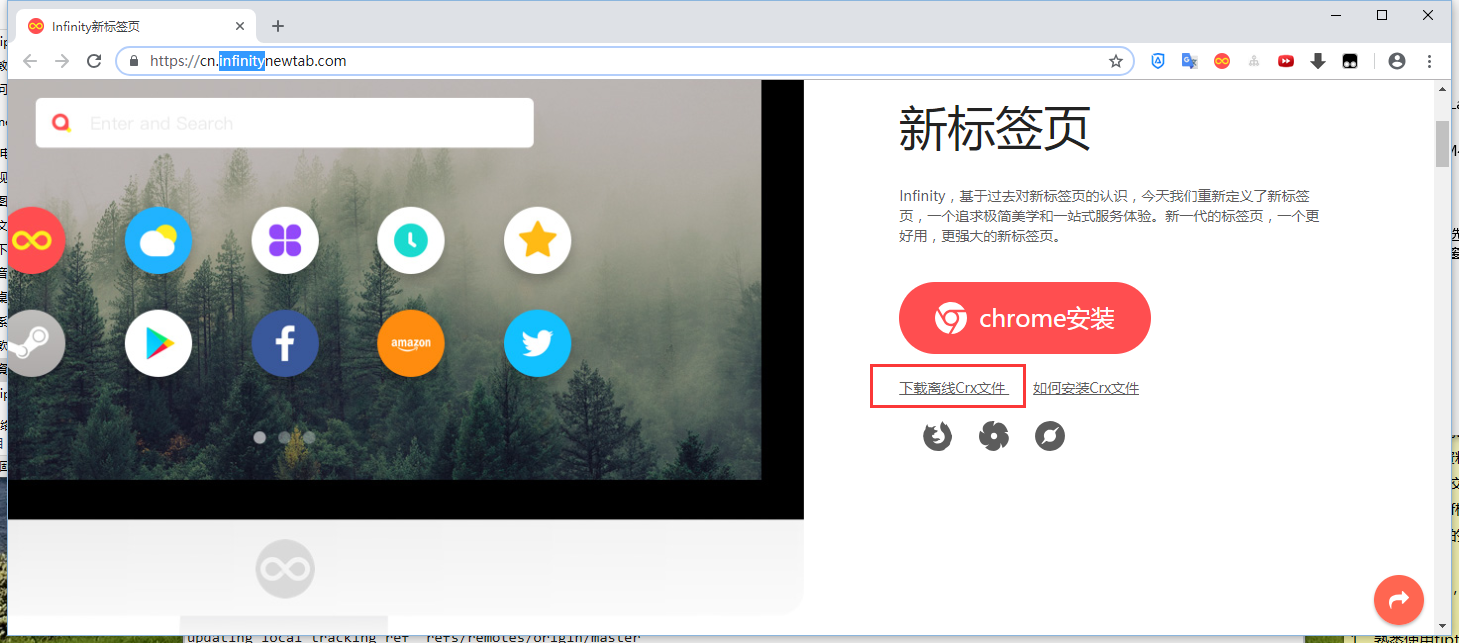 Infinity新标签页
https://cn.infinitynewtab.com
Enter and Search
新标签页
Infinity，基于过去对新标签页的认识，今天我们重新定义了新标签
页，一个追求极简美学和一站式服务体验。新一代的标签页，一个更
好用，更强大的新标签页。
amazon
chrome安装
下载离线Crx文件
如何安装Crx文件
updating local tracking ref 'refs/remotes/origin/master'